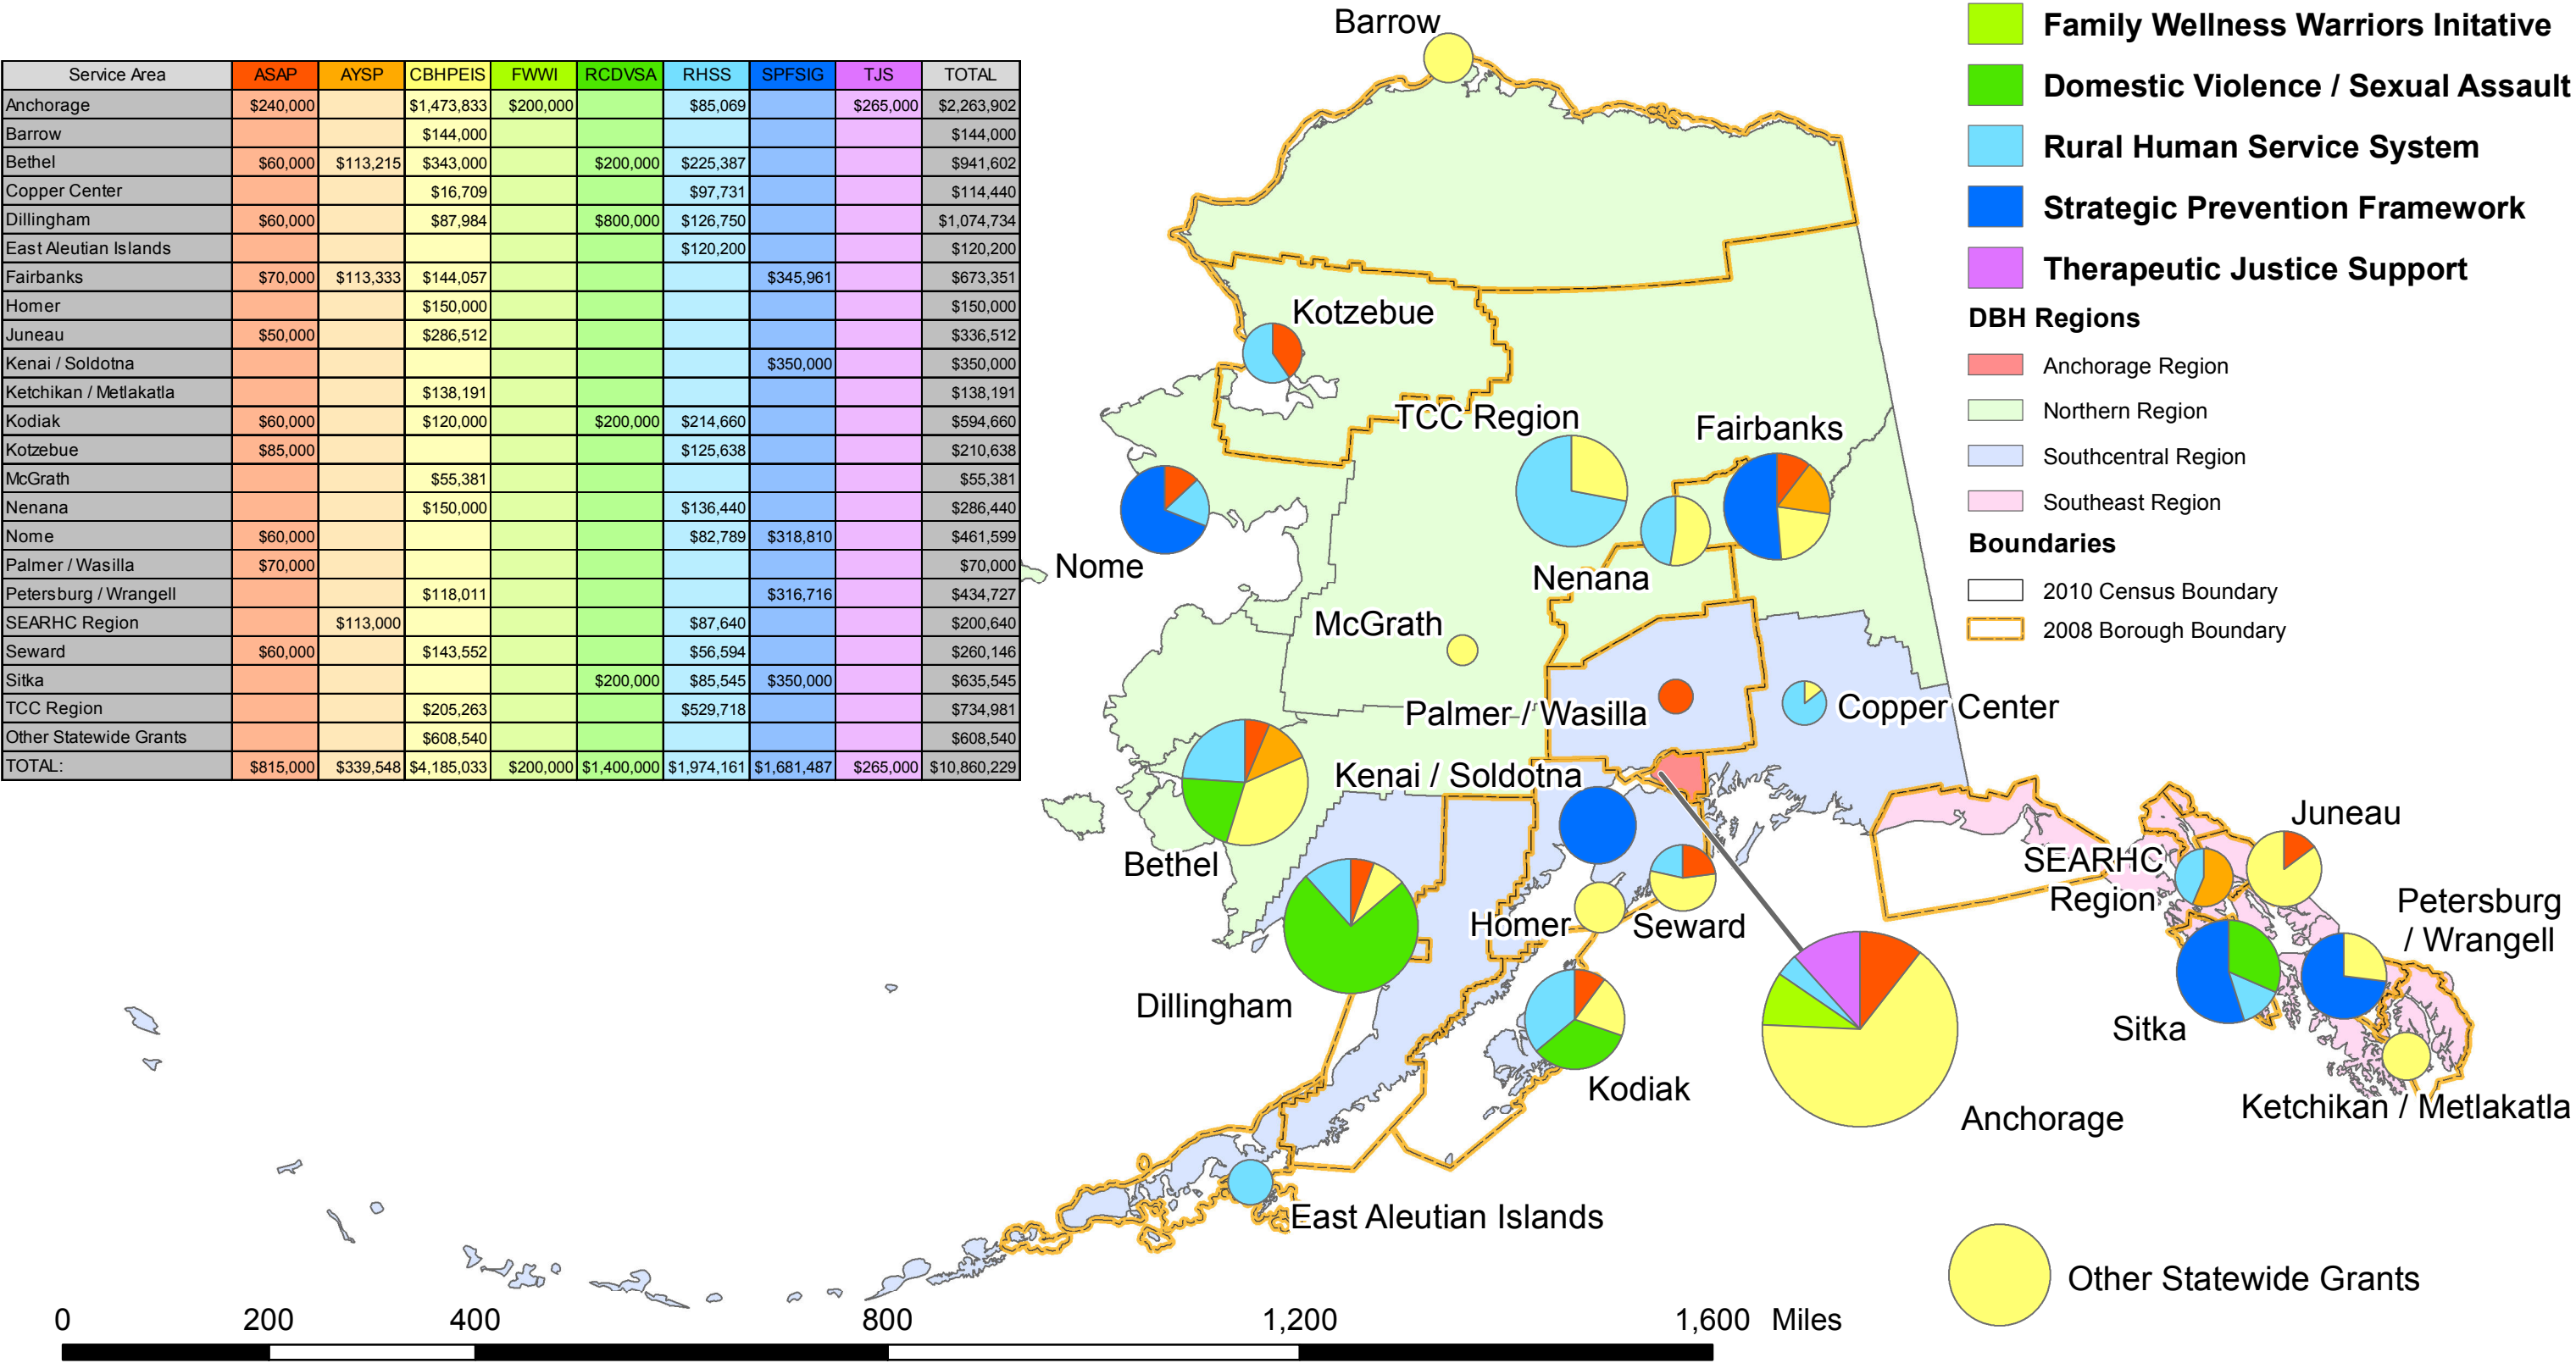 Service Area ASAP AYSP CBHPEIS FWWI RCDVSA RHSS SPFSIG TJS TOTAL
Anchorage $240,000 $1,473,833 $200,000 $85,069 $265,000 $2,263,902
Barrow $144,000 $144,000
Bethel $60,000 $113,215 $343,000 $200,000 $225,387 $941,602
Copper Center $16,709 $97,731 $114,440
Dillingham $60,000 $87,984 $800,000 $126,750 $1,074,734
East Aleutian Islands $120,200 $120,200
Fairbanks $70,000 $113,333 $144,057 $345,961 $673,351
Homer $150,000 $150,000
Juneau $50,000 $286,512 $336,512
Kenai / Soldotna $350,000 $350,000
Ketchikan / Metlakatla $138,191 $138,191
Kodiak $60,000 $120,000 $200,000 $214,660 $594,660
Kotzebue $85,000 $125,638 $210,638
McGrath $55,381 $55,381
Nenana $150,000 $136,440 $286,440
Nome $60,000 $82,789 $318,810 $461,599
Palmer / Wasilla $70,000 $70,000
Petersburg / Wrangell $118,011 $316,716 $434,727
SEARHC Region $113,000 $87,640 $200,640
Seward $60,000 $143,552 $56,594 $260,146
Sitka $200,000 $85,545 $350,000 $635,545
TCC Region $205,263 $529,718 $734,981
Other Statewide Grants $608,540 $608,540
TOTAL: $815,000 $339,548 $4,185,033 $200,000 $1,400,000 $1,974,161 $1,681,487 $265,000 $10,860,229
Barrow
Kotzebue
TCC Region
Fairbanks
Nome
Nenana
McGrath
Palmer / Wasilla
Copper Center
Kenai / Soldotna
Bethel
Homer
Seward
Dillingham
Kodiak
Anchorage
East Aleutian Islands
Juneau
SEARHC
Region
Petersburg
/ Wrangell
Sitka
Ketchikan / Metlakatla
Other Statewide Grants
Family Wellness Warriors Initative
Domestic Violence / Sexual Assault
Rural Human Service System
Strategic Prevention Framework
Therapeutic Justice Support
DBH Regions
Anchorage Region
Northern Region
Southcentral Region
Southeast Region
Boundaries
2010 Census Boundary
2008 Borough Boundary
0 200 400 800 1,200 1,600 Miles